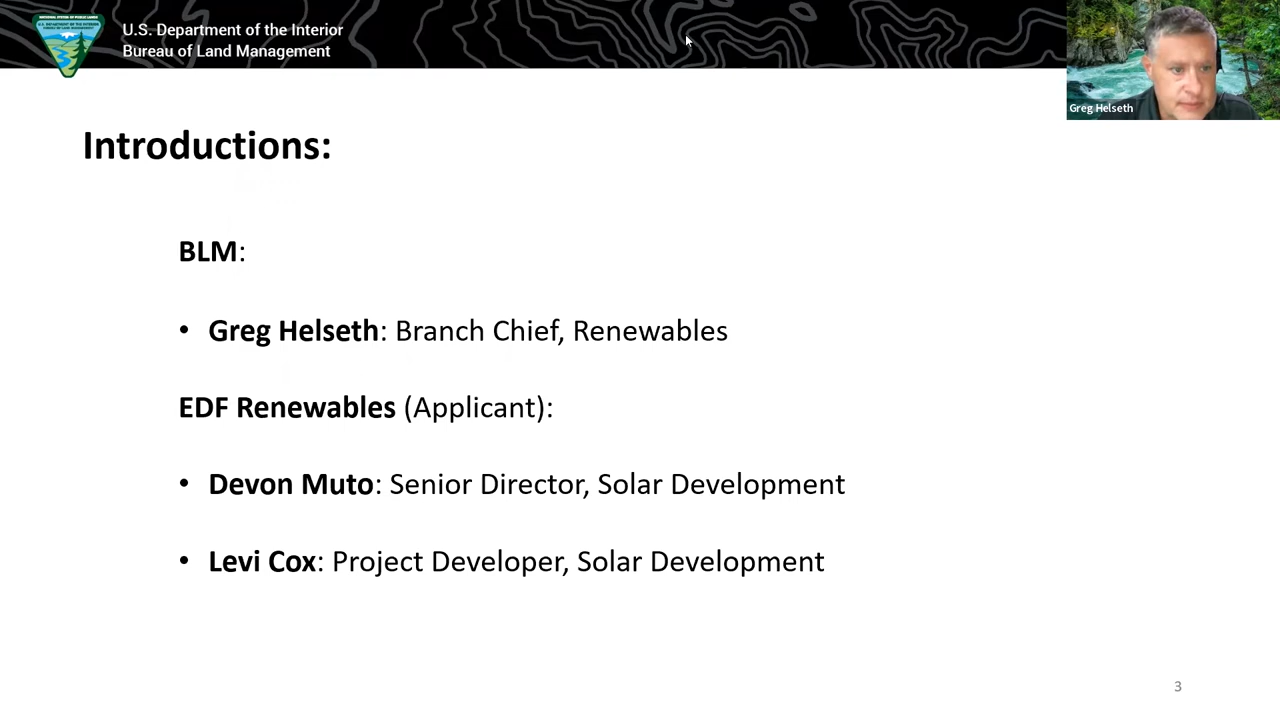 U.S. Department of the Interior
Bureau of Land Management
Greg Helseth
Introductions:
BLM:
• Greg Helseth: Branch Chief, Renewables
EDF Renewables (Applicant):
• Devon Muto: Senior Director, Solar Development
• Levi Cox: Project Developer, Solar Development
3